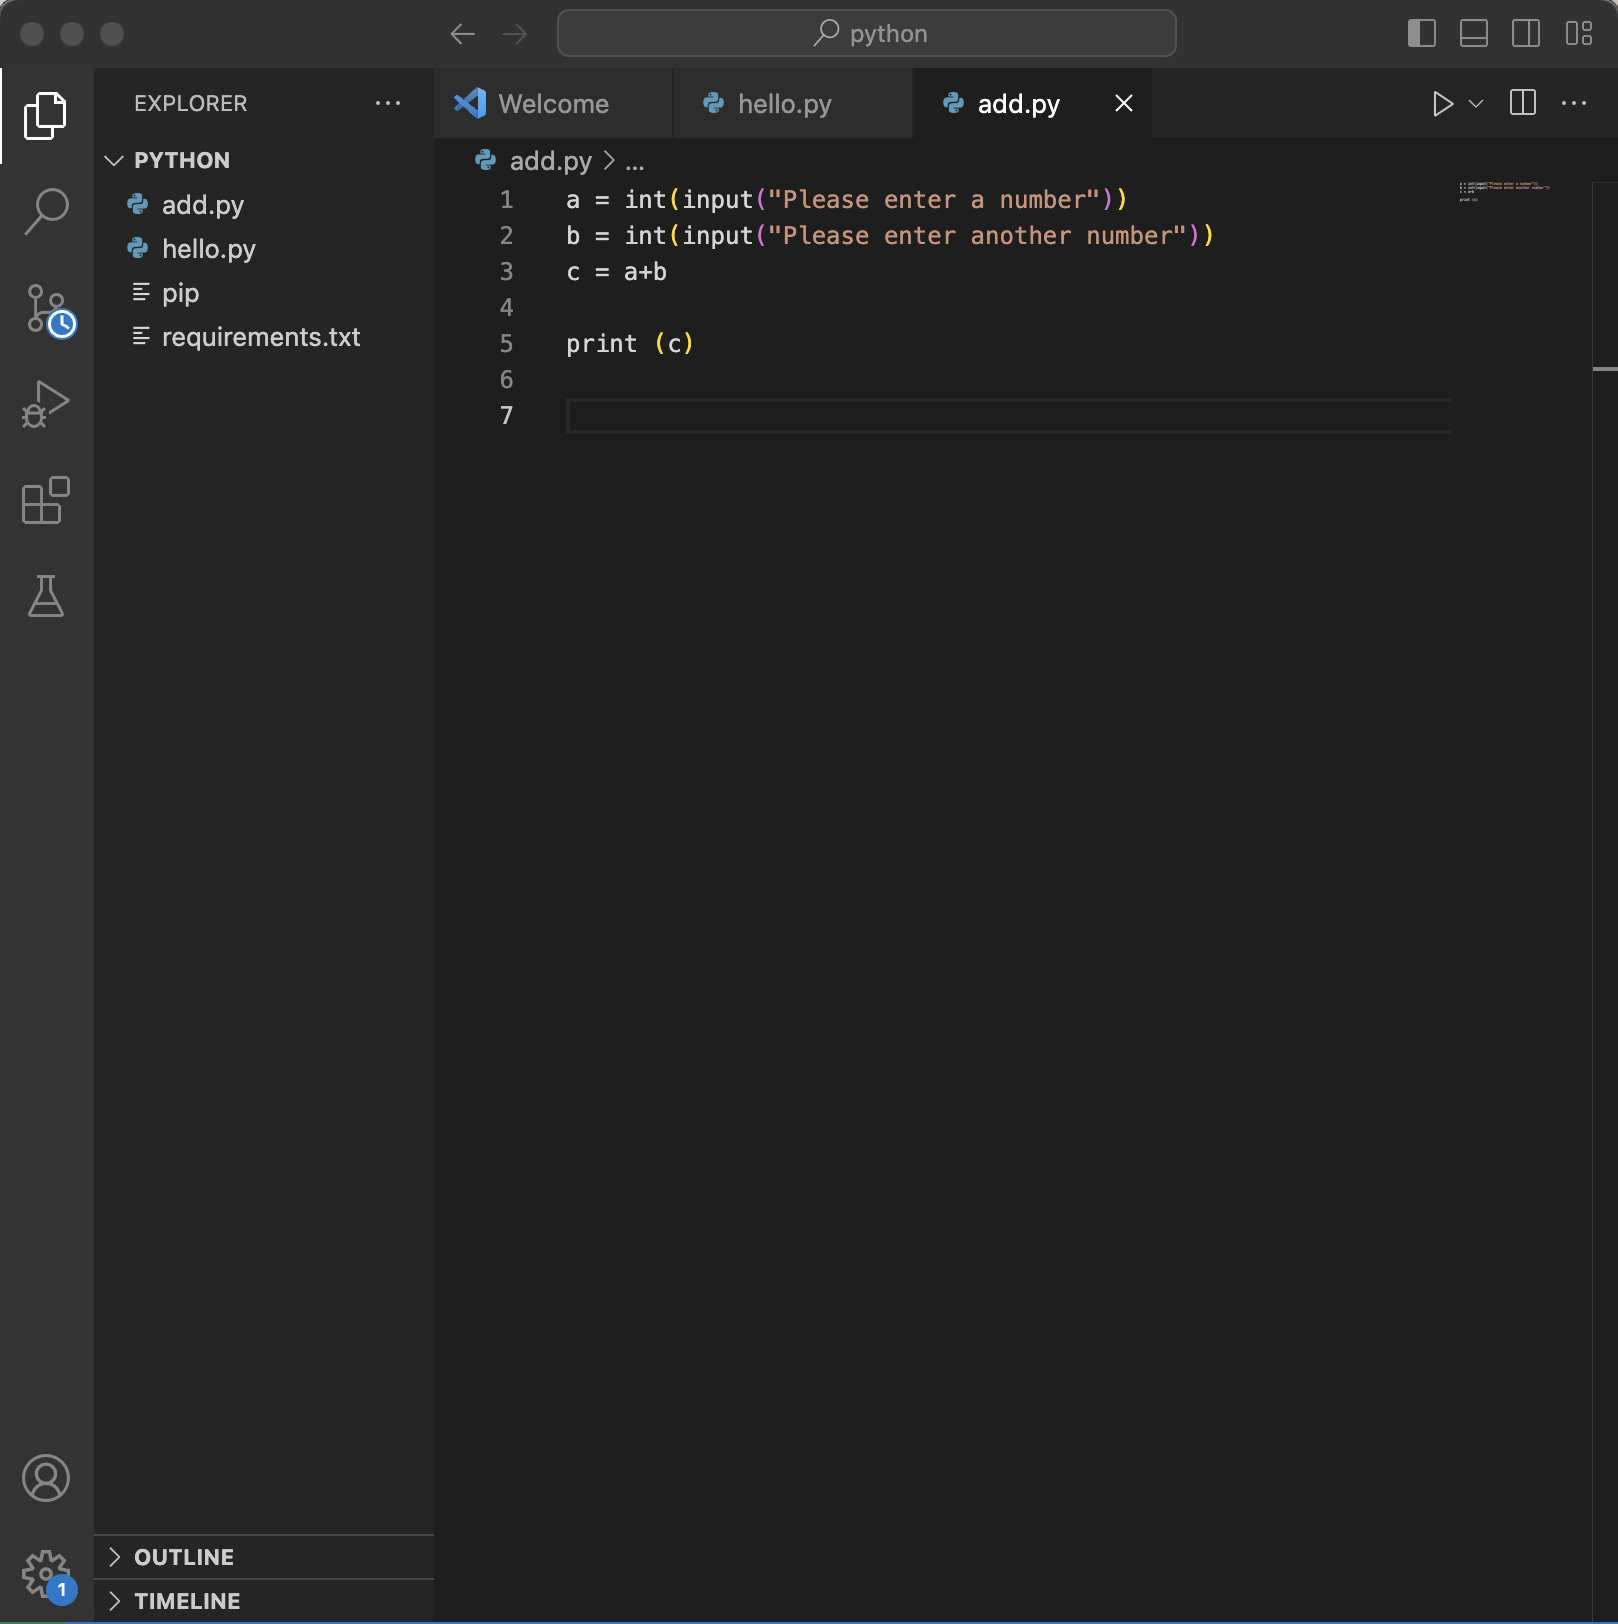 python
EXPLORER
Welcome
hello.py
add.py
PYTHON
add.py
hello.py
pip
requirements.txt
add.py > ...
1 a = int(input("Please enter a number"))
2 b = int(input("Please enter another number"))
3 c = a+b
4
5 print (c)
6
7
OUTLINE
1
TIMELINE